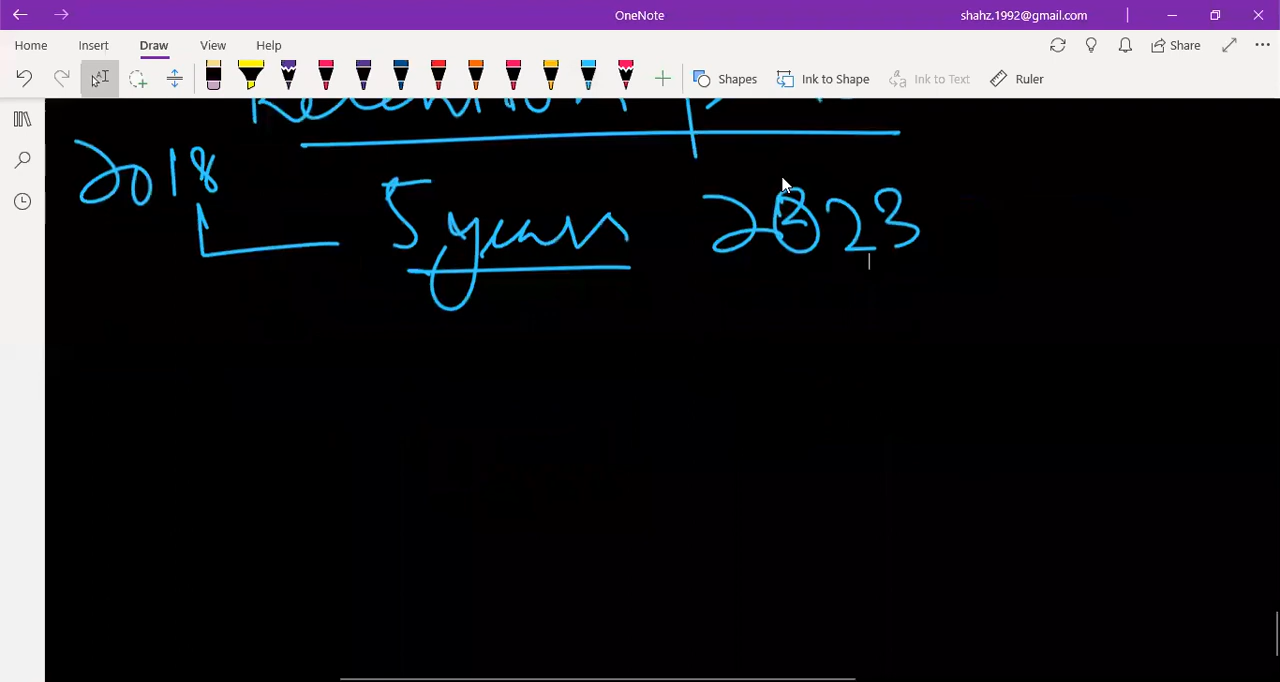 OneNote
shahz.1992@gmail.com
Home Insert Draw View Help
Share
Shapes Ink to Shape Ink to Text Ruler
2018
5 years 2023